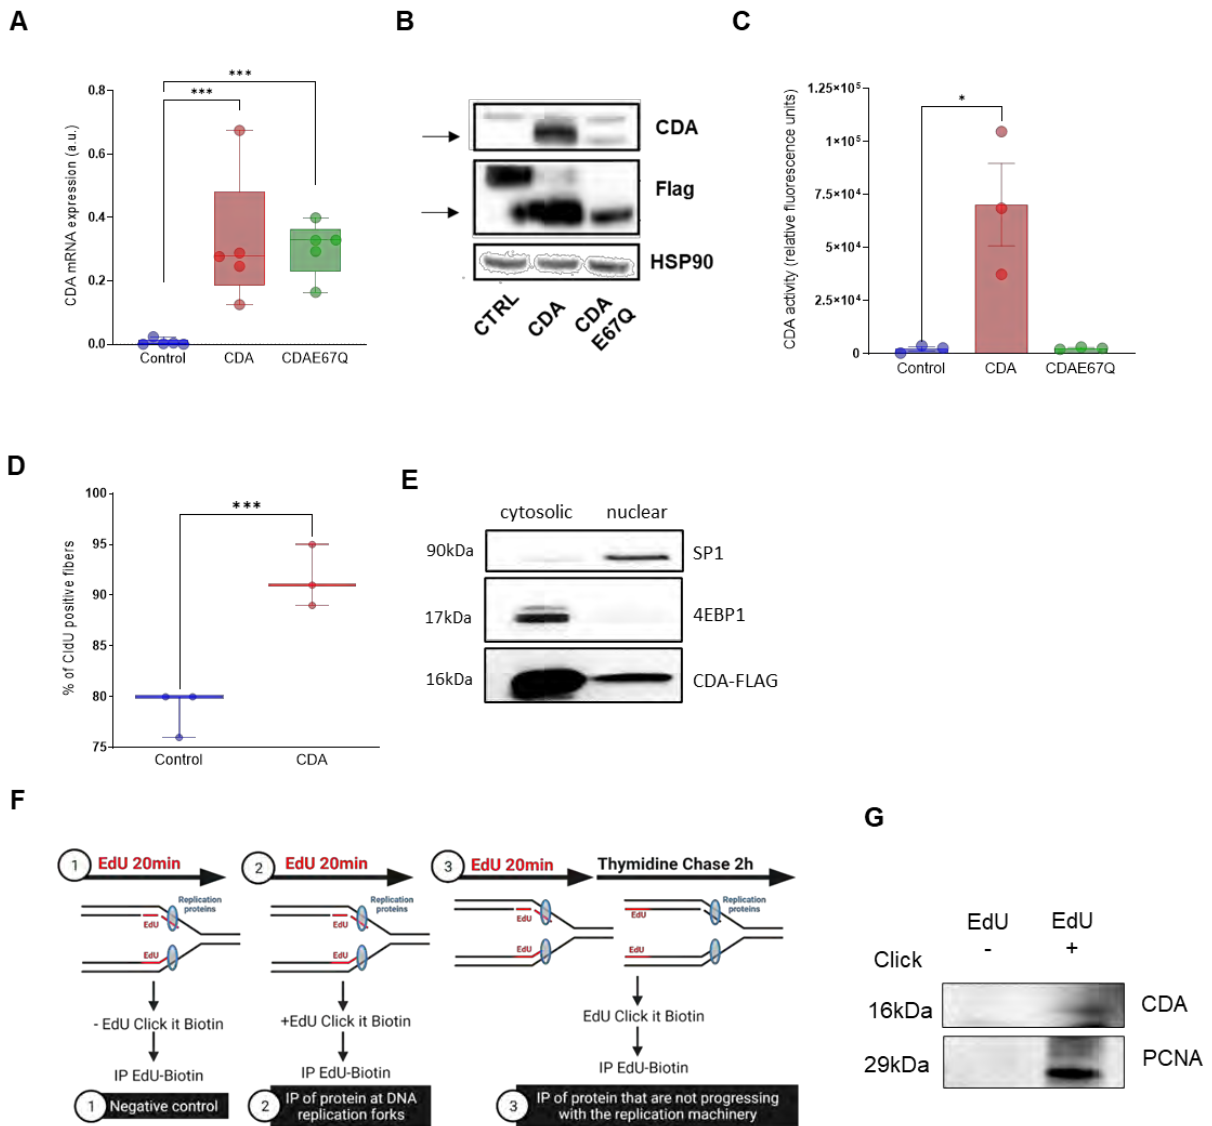 A
B
C
CDA mRNA expression (a.u.)
0.8
0.6
0.4
0.2
0.0
***
***
Control
CDA
CDAE67Q
CDA
Flag
HSP90
CTRL
CDA
CDA
E67Q
CDA activity (relative fluorescence units)
1.25×10⁵
1×10⁵
7.5×10⁴
5×10⁴
2.5×10⁴
0
*
Control
CDA
CDAE67Q
D
% of CldU positive fibers
100
95
90
85
80
75
***
Control
CDA
E
cytosolic nuclear
90kDa SP1
17kDa 4EBP1
16kDa CDA-FLAG
F
1 EdU 20min
Replication
proteins
EdU
EdU
- EdU Click it Biotin
IP EdU-Biotin
1 Negative control
2 EdU 20min
Replication
proteins
EdU
EdU
+EdU Click it Biotin
IP EdU-Biotin
2 IP of protein at DNA
replication forks
3 EdU 20min Thymidine Chase 2h
Replication
proteins
EdU
EdU
EdU
EdU
EdU Click it Biotin
IP EdU-Biotin
3 IP of protein that are not progressing
with the replication machinery
G
EdU EdU
Click - +
16kDa CDA
29kDa PCNA